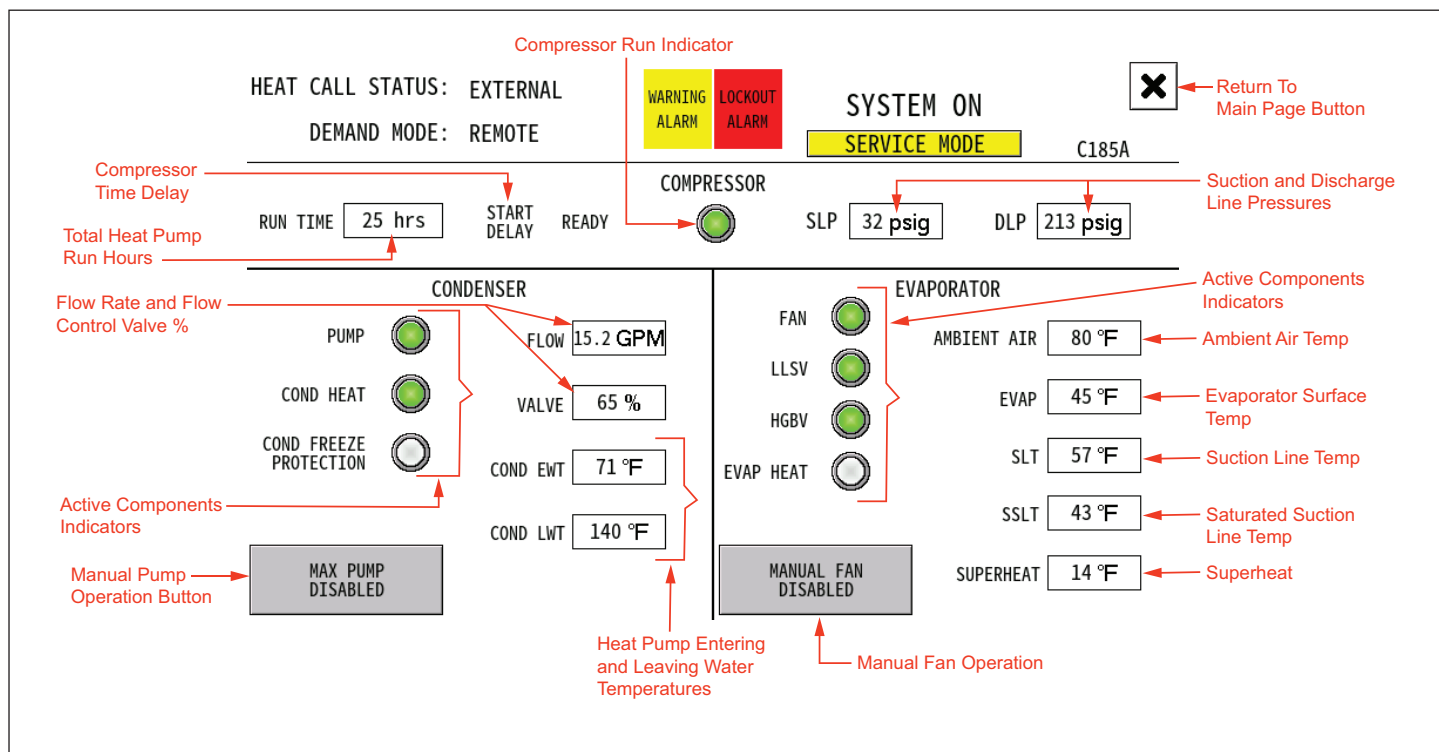 Compressor Run Indicator
HEAT CALL STATUS: EXTERNAL
DEMAND MODE: REMOTE
WARNING
ALARM
LOCKOUT
ALARM
SYSTEM ON
SERVICE MODE
C185A
Return To
Main Page Button
Compressor
Time Delay
COMPRESSOR
Suction and Discharge
Line Pressures
RUN TIME 25 hrs
START
DELAY
READY
SLP 32 psig
DLP 213 psig
Total Heat Pump
Run Hours
Flow Rate and Flow
Control Valve %
CONDENSER
PUMP
COND HEAT
COND FREEZE
PROTECTION
FLOW 15.2 GPM
VALVE 65 %
COND EWT 71 °F
COND LWT 140 °F
Active Components
Indicators
Manual Pump
Operation Button
MAX PUMP
DISABLED
Heat Pump Entering
and Leaving Water
Temperatures
EVAPORATOR
FAN
LLSV
HGBV
EVAP HEAT
Active Components
Indicators
AMBIENT AIR 80 °F
Ambient Air Temp
EVAP 45 °F
Evaporator Surface
Temp
SLT 57 °F
Suction Line Temp
SSLT 43 °F
Saturated Suction
Line Temp
SUPERHEAT 14 °F
Superheat
MANUAL FAN
DISABLED
Manual Fan Operation